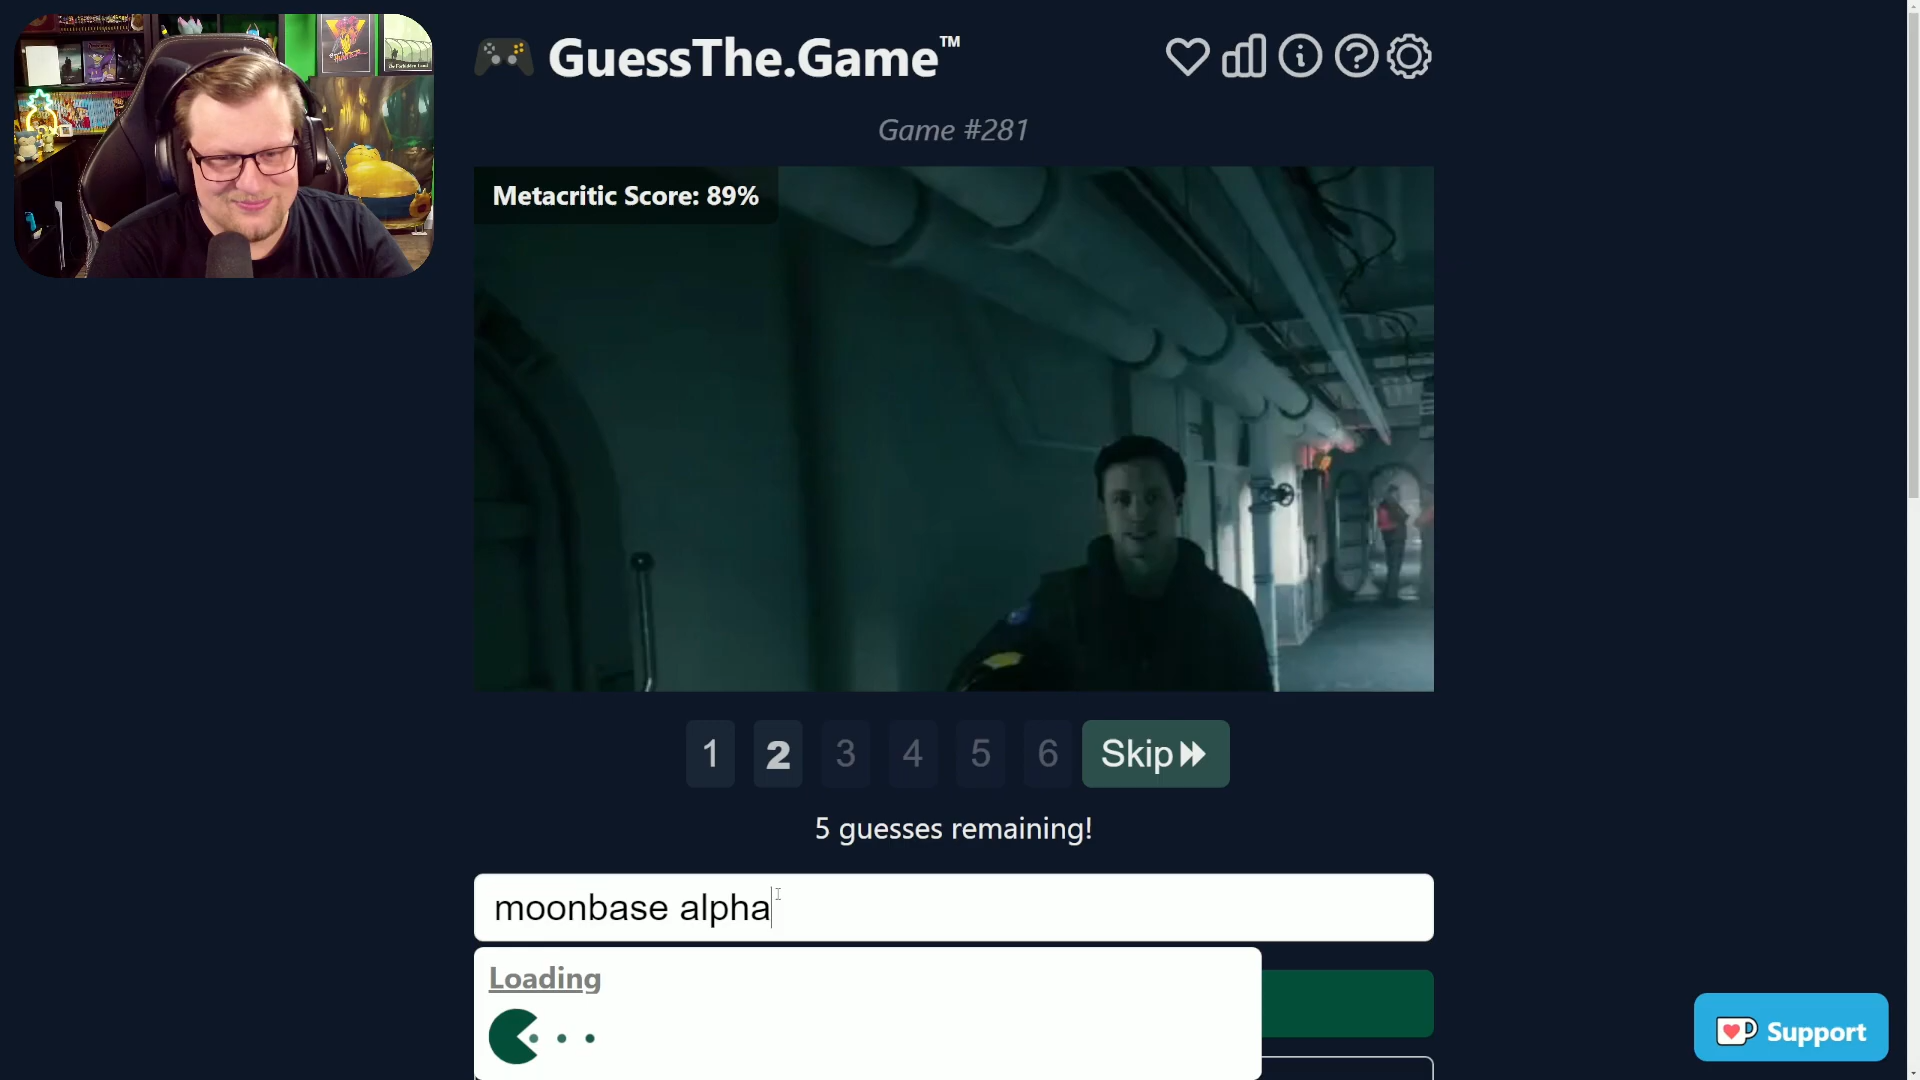 GuessThe.Game™
Game #281
Metacritic Score: 89%
1 2 3 4 5 6 Skip
5 guesses remaining!
moonbase alpha
Loading
Support